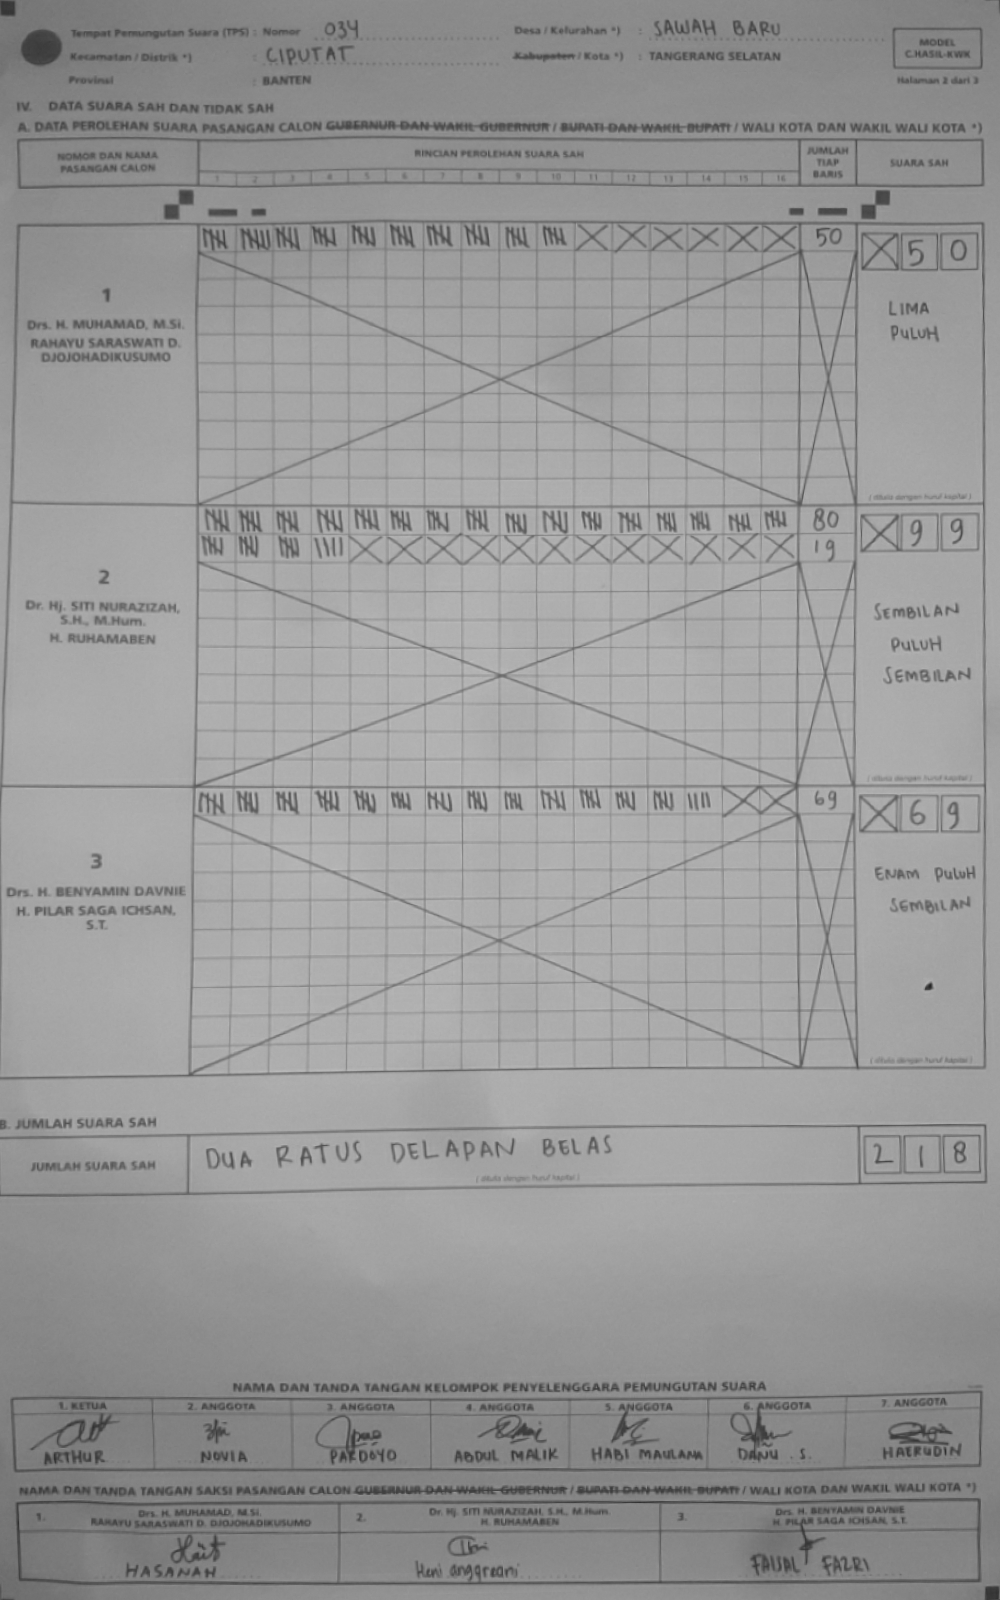 Tempat Pemungutan Suara (TPS) : Nomor 034 Desa / Kelurahan *) : SAWAH BARU
Kecamatan / Distrik *) : CIPUTAT Kabupaten / Kota *) : TANGERANG SELATAN
Provinsi : BANTEN
MODEL
C.HASIL-KWK
Halaman 2 dari 3
IV. DATA SUARA SAH DAN TIDAK SAH
A. DATA PEROLEHAN SUARA PASANGAN CALON GUBERNUR DAN WAKIL GUBERNUR / BUPATI DAN WAKIL BUPATI / WALI KOTA DAN WAKIL WALI KOTA *)
NOMOR DAN NAMA
PASANGAN CALON
RINCIAN PEROLEHAN SUARA SAH
1 2 3 4 5 6 7 8 9 10 11 12 13 14 15 16
JUMLAH
TIAP
BARIS
SUARA SAH
1
Drs. H. MUHAMAD, M.Si.
RAHAYU SARASWATI D.
DJOJOHADIKUSUMO
50
X 5 0
LIMA
PULUH
(ditulis dengan huruf kapital)
2
Dr. Hj. SITI NURAZIZAH,
S.H., M.Hum.
H. RUHAMABEN
80
19
X 9 9
SEMBILAN
PULUH
SEMBILAN
(ditulis dengan huruf kapital)
3
Drs. H. BENYAMIN DAVNIE
H. PILAR SAGA ICHSAN,
S.T.
69
X 6 9
ENAM PULUH
SEMBILAN
(ditulis dengan huruf kapital)
B. JUMLAH SUARA SAH
JUMLAH SUARA SAH
DUA RATUS DELAPAN BELAS
(ditulis dengan huruf kapital)
2 1 8
NAMA DAN TANDA TANGAN KELOMPOK PENYELENGGARA PEMUNGUTAN SUARA
1. KETUA 2. ANGGOTA 3. ANGGOTA 4. ANGGOTA 5. ANGGOTA 6. ANGGOTA 7. ANGGOTA
ARTHUR NOVIA PARDOYO ABDUL MALIK HABI MAULANA DANU .S. HAERUDIN
NAMA DAN TANDA TANGAN SAKSI PASANGAN CALON GUBERNUR DAN WAKIL GUBERNUR / BUPATI DAN WAKIL BUPATI / WALI KOTA DAN WAKIL WALI KOTA *)
1. Drs. H. MUHAMAD, M.SI.
RAHAYU SARASWATI D. DJOJOHADIKUSUMO
HASANAH
2. Dr. Hj. SITI NURAZIZAH, S.H., M.Hum.
H. RUHAMABEN
Heni anggreani
3. Drs. H. BENYAMIN DAVNIE
H. PILAR SAGA ICHSAN, S.T.
FAIJAL FAZRI